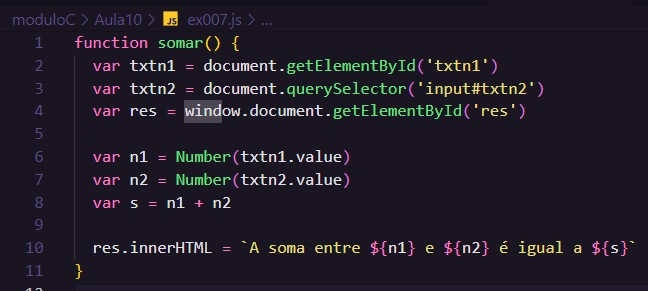 moduloC > Aula10 > JS ex007.js > ...
1 function somar() {
2 var txtn1 = document.getElementById('txtn1')
3 var txtn2 = document.querySelector('input#txtn2')
4 var res = window.document.getElementById('res')
5
6 var n1 = Number(txtn1.value)
7 var n2 = Number(txtn2.value)
8 var s = n1 + n2
9
10 res.innerHTML = `A soma entre ${n1} e ${n2} é igual a ${s}`
11 }
12